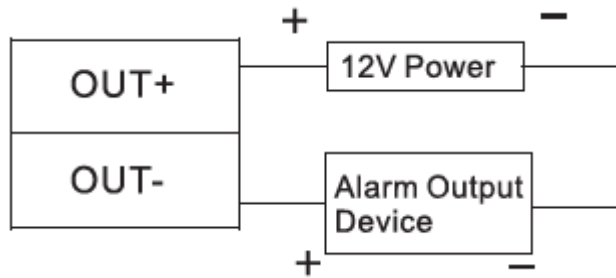 + −
OUT+ 12V Power
OUT- Alarm Output
Device
+ −